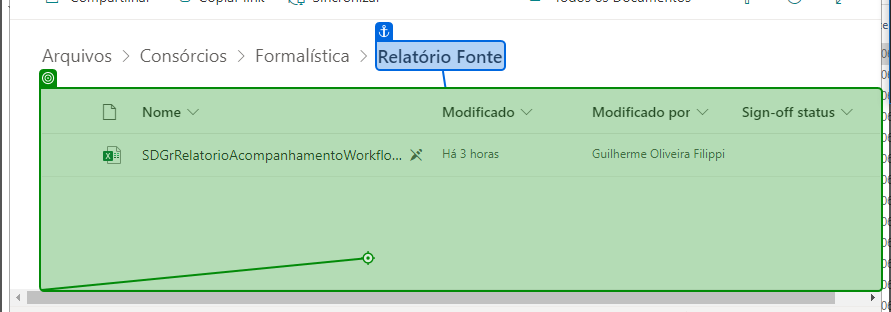 Compartilhar Copiar link Sincronizar Todos os Documentos
Arquivos > Consórcios > Formalística > Relatório Fonte
Nome Modificado Modificado por Sign-off status
SDGrRelatorioAcompanhamentoWorkflo... Há 3 horas Guilherme Oliveira Filippi